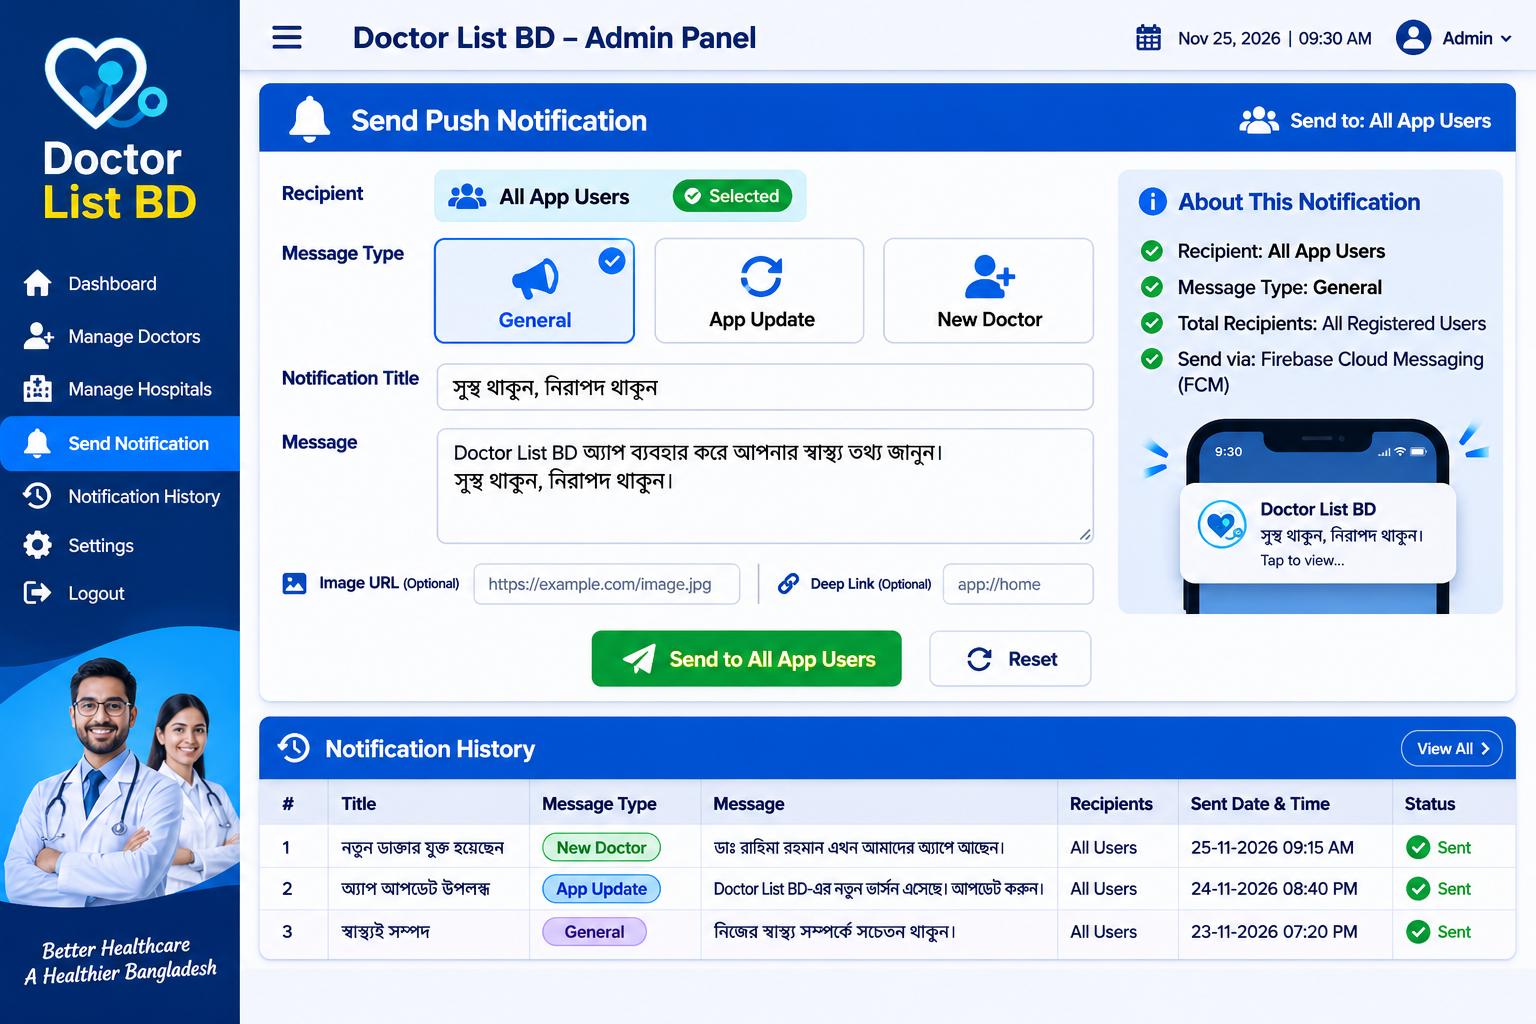 Doctor
List BD
Dashboard
Manage Doctors
Manage Hospitals
Send Notification
Notification History
Settings
Logout
Better Healthcare
A Healthier Bangladesh
Doctor List BD – Admin Panel
Nov 25, 2026 | 09:30 AM
Admin
Send Push Notification
Send to: All App Users
Recipient
All App Users
Selected
Message Type
General
App Update
New Doctor
Notification Title
সুস্থ থাকুন, নিরাপদ থাকুন
Message
Doctor List BD অ্যাপ ব্যবহার করে আপনার স্বাস্থ্য তথ্য জানুন।
সুস্থ থাকুন, নিরাপদ থাকুন।
Image URL (Optional)
https://example.com/image.jpg
Deep Link (Optional)
app://home
Send to All App Users
Reset
About This Notification
Recipient: All App Users
Message Type: General
Total Recipients: All Registered Users
Send via: Firebase Cloud Messaging
(FCM)
9:30
Doctor List BD
সুস্থ থাকুন, নিরাপদ থাকুন।
Tap to view...
Notification History
View All
# Title Message Type Message Recipients Sent Date & Time Status
1 নতুন ডাক্তার যুক্ত হয়েছেন New Doctor ডাঃ রাহিমা রহমান এখন আমাদের অ্যাপে আছেন। All Users 25-11-2026 09:15 AM Sent
2 অ্যাপ আপডেট উপলব্ধ App Update Doctor List BD-এর নতুন ভার্সন এসেছে। আপডেট করুন। All Users 24-11-2026 08:40 PM Sent
3 স্বাস্থ্যই সম্পদ General নিজের স্বাস্থ্য সম্পর্কে সচেতন থাকুন। All Users 23-11-2026 07:20 PM Sent